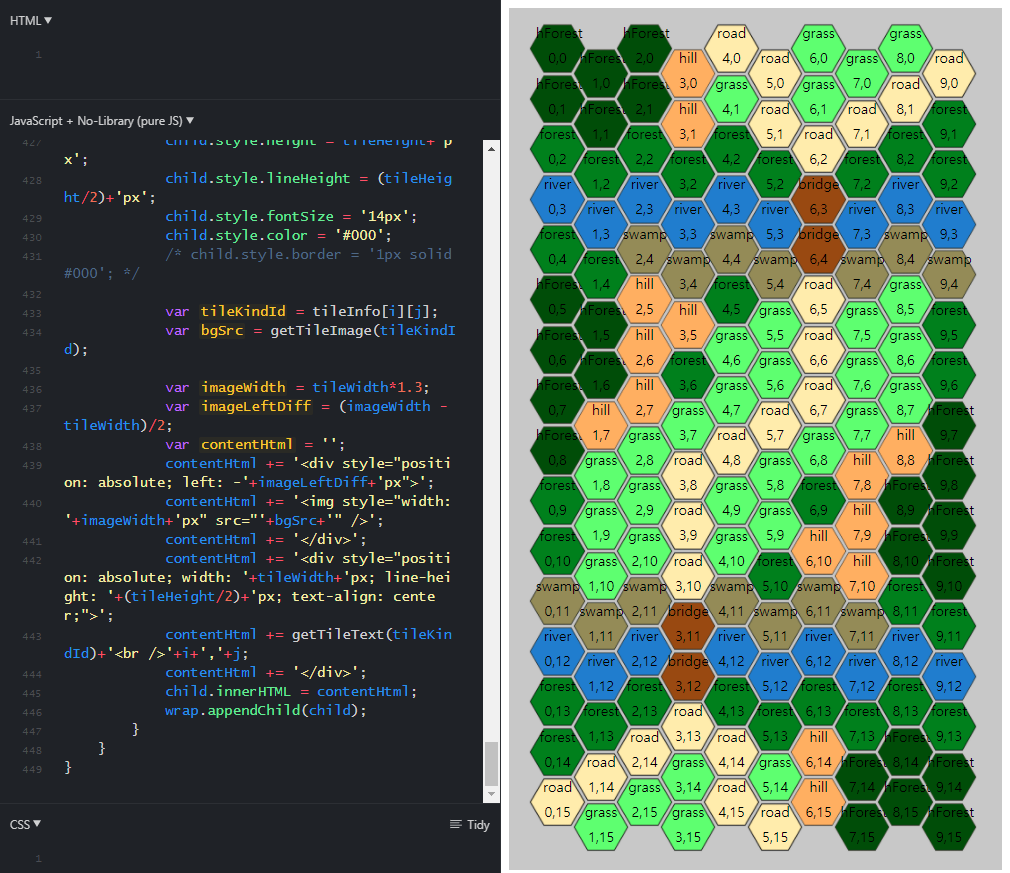 HTML ▼
1
JavaScript + No-Library (pure JS) ▼
427 child.style.height = tileHeight+'p
x';
428 child.style.lineHeight = (tileHeig
ht/2)+'px';
429 child.style.fontSize = '14px';
430 child.style.color = '#000';
431 /* child.style.border = '1px solid
#000'; */
432
433 var tileKindId = tileInfo[i][j];
434 var bgSrc = getTileImage(tileKindI
d);
435
436 var imageWidth = tileWidth*1.3;
437 var imageLeftDiff = (imageWidth -
tileWidth)/2;
438 var contentHtml = '';
439 contentHtml += '<div style="positi
on: absolute; left: -'+imageLeftDiff+'px">';
440 contentHtml += '<img style="width:
'+imageWidth+'px" src="'+bgSrc+'" />';
441 contentHtml += '</div>';
442 contentHtml += '<div style="positi
on: absolute; width: '+tileWidth+'px; line-hei
ght: '+(tileHeight/2)+'px; text-align: cente
r;">';
443 contentHtml += getTileText(tileKin
dId)+'<br />'+i+','+j;
444 contentHtml += '</div>';
445 child.innerHTML = contentHtml;
446 wrap.appendChild(child);
447 }
448 }
449 }
CSS ▼
Tidy
1
hForest hForest road grass grass
0,0 hForest 2,0 hill 4,0 road 6,0 grass 8,0 road
hForest 1,0 hForest 3,0 grass 5,0 grass 7,0 road 9,0
0,1 hForest 2,1 hill 4,1 road 6,1 road 8,1 forest
forest 1,1 forest 3,1 forest 5,1 road 7,1 forest 9,1
0,2 forest 2,2 forest 4,2 forest 6,2 forest 8,2 forest
river 1,2 river 3,2 river 5,2 bridge 7,2 river 9,2
0,3 river 2,3 river 4,3 river 6,3 river 8,3 river
forest 1,3 swamp 3,3 swamp 5,3 bridge 7,3 swamp 9,3
0,4 forest 2,4 swamp 4,4 swamp 6,4 swamp 8,4 swamp
hForest 1,4 hill 3,4 forest 5,4 road 7,4 grass 9,4
0,5 hForest 2,5 hill 4,5 grass 6,5 grass 8,5 forest
hForest 1,5 hill 3,5 grass 5,5 road 7,5 grass 9,5
0,6 hForest 2,6 forest 4,6 grass 6,6 grass 8,6 forest
hForest 1,6 hill 3,6 grass 5,6 road 7,6 grass 9,6
0,7 hill 2,7 grass 4,7 road 6,7 grass 8,7 hForest
hForest 1,7 grass 3,7 road 5,7 grass 7,7 hill 9,7
0,8 grass 2,8 road 4,8 grass 6,8 hill 8,8 hForest
forest 1,8 grass 3,8 grass 5,8 forest 7,8 hForest 9,8
0,9 grass 2,9 road 4,9 grass 6,9 hill 8,9 hForest
forest 1,9 grass 3,9 grass 5,9 hill 7,9 hForest 9,9
0,10 grass 2,10 road 4,10 forest 6,10 hill 8,10 hForest
swamp 1,10 swamp 3,10 swamp 5,10 swamp 7,10 forest 9,10
0,11 swamp 2,11 bridge 4,11 swamp 6,11 swamp 8,11 forest
river 1,11 river 3,11 river 5,11 river 7,11 river 9,11
0,12 river 2,12 bridge 4,12 river 6,12 river 8,12 river
forest 1,12 forest 3,12 forest 5,12 forest 7,12 forest 9,12
0,13 forest 2,13 road 4,13 forest 6,13 forest 8,13 forest
forest 1,13 road 3,13 road 5,13 hill 7,13 hForest 9,13
0,14 road 2,14 grass 4,14 grass 6,14 hForest 8,14 hForest
road 1,14 grass 3,14 road 5,14 hill 7,14 hForest 9,14
0,15 grass 2,15 grass 4,15 road 6,15 hForest 8,15 hForest
1,15 3,15 5,15 7,15 9,15